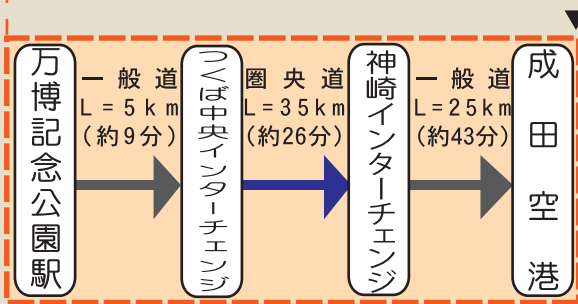 万博記念公園駅
一般道
L=5km
(約9分)
つくば中央インターチェンジ
圏央道
L=35km
(約26分)
神崎インターチェンジ
一般道
L=25km
(約43分)
成田空港